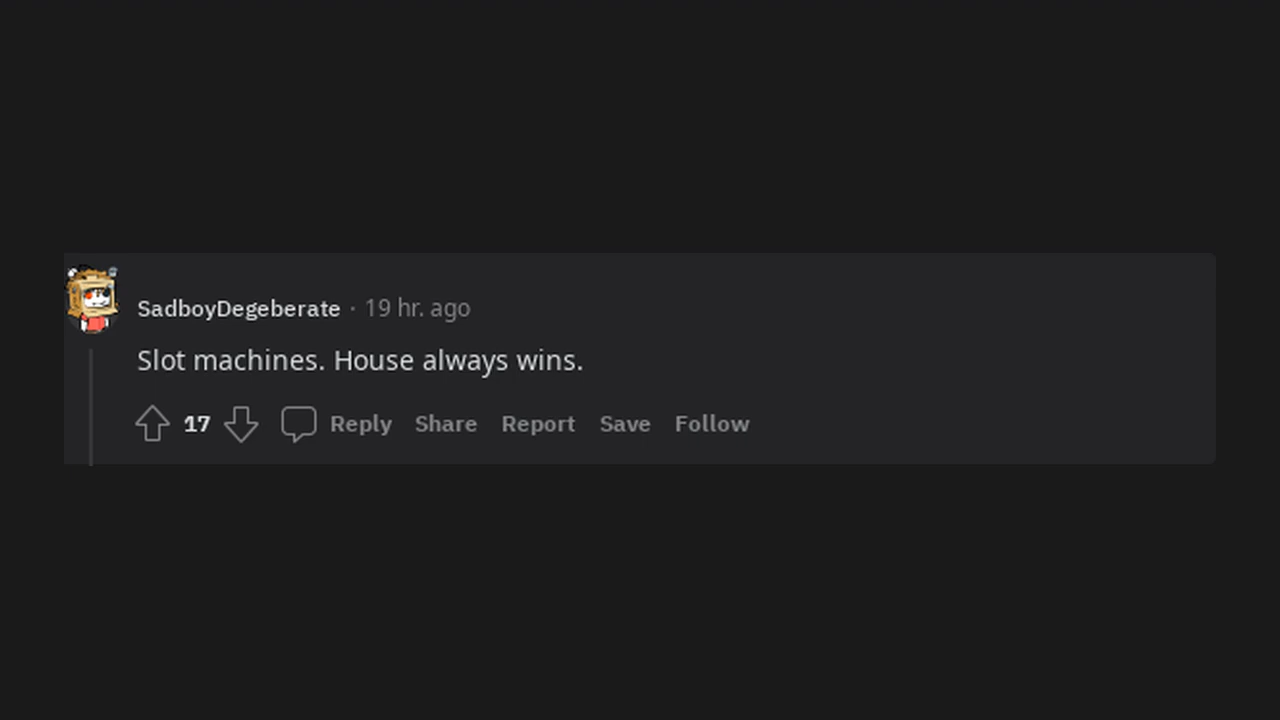 SadboyDegeberate · 19 hr. ago
Slot machines. House always wins.
17 Reply Share Report Save Follow